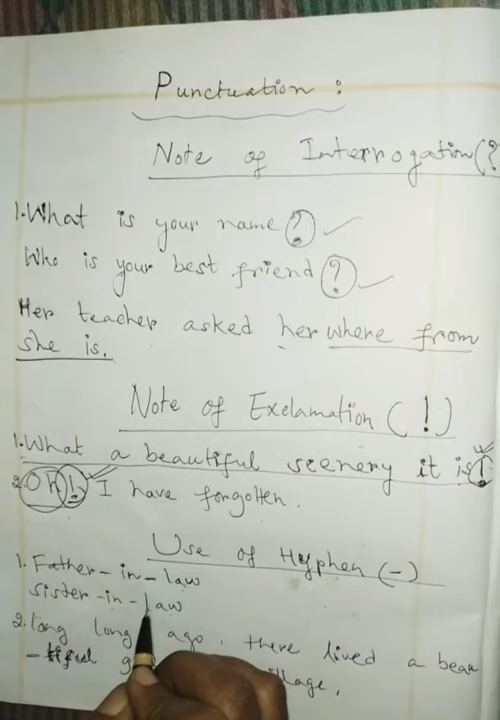 Punctuation :
Note of Interrogation (?
1. What is your name ?
Who is your best friend ?
Her teacher asked her where from
she is.
Note of Exclamation ( ! )
1. What a beautiful scenery it is !
2. Oh ! I have forgotten.
Use of Hyphen (-)
1. Father-in-law
sister-in-law
2. long long ago. there lived a beau
-tiful